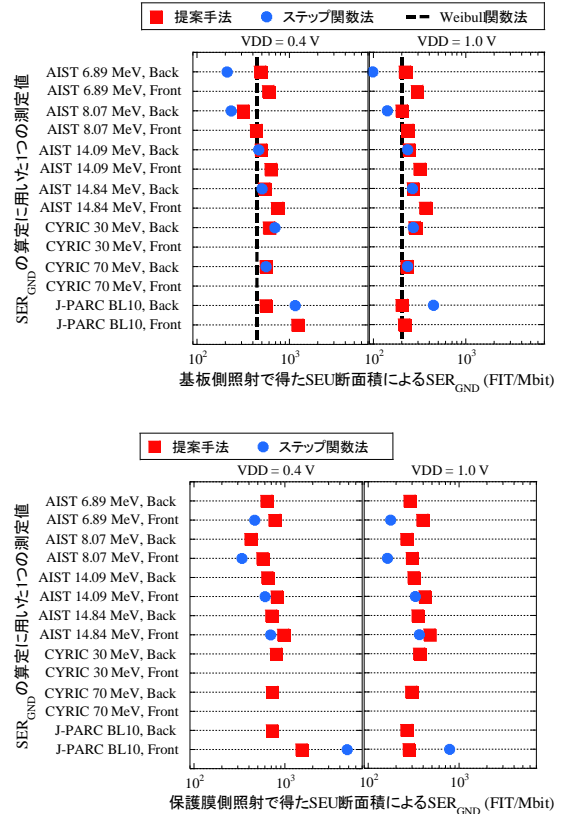 提案手法 ステップ関数法 Weibull関数法
VDD = 0.4 V VDD = 1.0 V
SER_GND の算定に用いた1つの測定値
AIST 6.89 MeV, Back
AIST 6.89 MeV, Front
AIST 8.07 MeV, Back
AIST 8.07 MeV, Front
AIST 14.09 MeV, Back
AIST 14.09 MeV, Front
AIST 14.84 MeV, Back
AIST 14.84 MeV, Front
CYRIC 30 MeV, Back
CYRIC 30 MeV, Front
CYRIC 70 MeV, Back
CYRIC 70 MeV, Front
J-PARC BL10, Back
J-PARC BL10, Front
10² 10³ 10² 10³
基板側照射で得たSEU断面積によるSER_GND (FIT/Mbit)
提案手法 ステップ関数法
VDD = 0.4 V VDD = 1.0 V
SER_GND の算定に用いた1つの測定値
AIST 6.89 MeV, Back
AIST 6.89 MeV, Front
AIST 8.07 MeV, Back
AIST 8.07 MeV, Front
AIST 14.09 MeV, Back
AIST 14.09 MeV, Front
AIST 14.84 MeV, Back
AIST 14.84 MeV, Front
CYRIC 30 MeV, Back
CYRIC 30 MeV, Front
CYRIC 70 MeV, Back
CYRIC 70 MeV, Front
J-PARC BL10, Back
J-PARC BL10, Front
10² 10³ 10² 10³
保護膜側照射で得たSEU断面積によるSER_GND (FIT/Mbit)